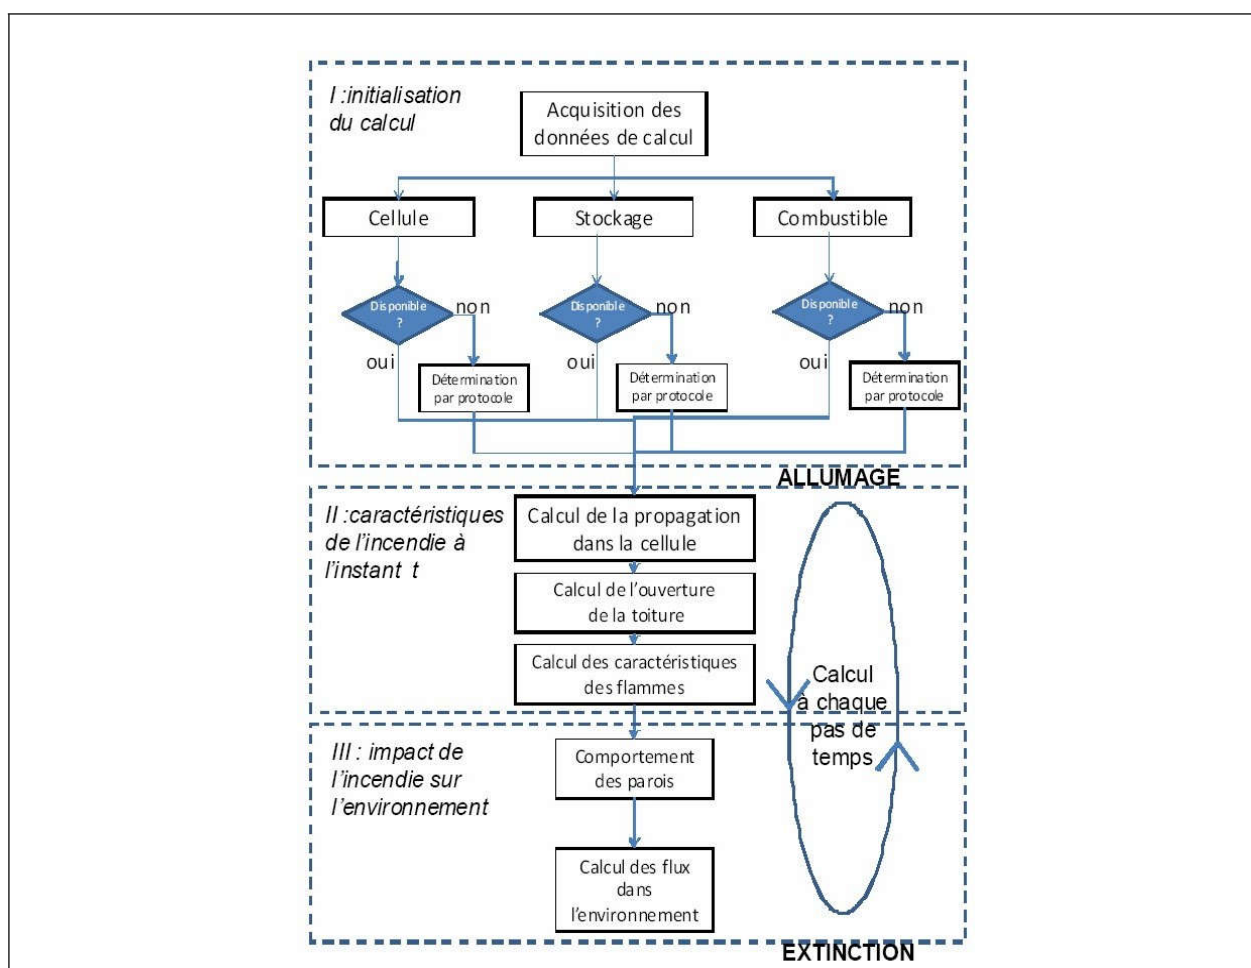 I :initialisation
du calcul
Acquisition des
données de calcul
Cellule
Stockage
Combustible
Disponible
?
non
oui
Disponible
?
non
oui
Disponible
?
non
oui
Détermination
par protocole
Détermination
par protocole
Détermination
par protocole
ALLUMAGE
II :caractéristiques
de l'incendie à
l'instant t
Calcul de la propagation
dans la cellule
Calcul de l'ouverture
de la toiture
Calcul des caractéristiques
des flammes
Calcul
à chaque
pas de
temps
III : impact de
l'incendie sur
l'environnement
Comportement
des parois
Calcul des flux
dans
l'environnement
EXTINCTION